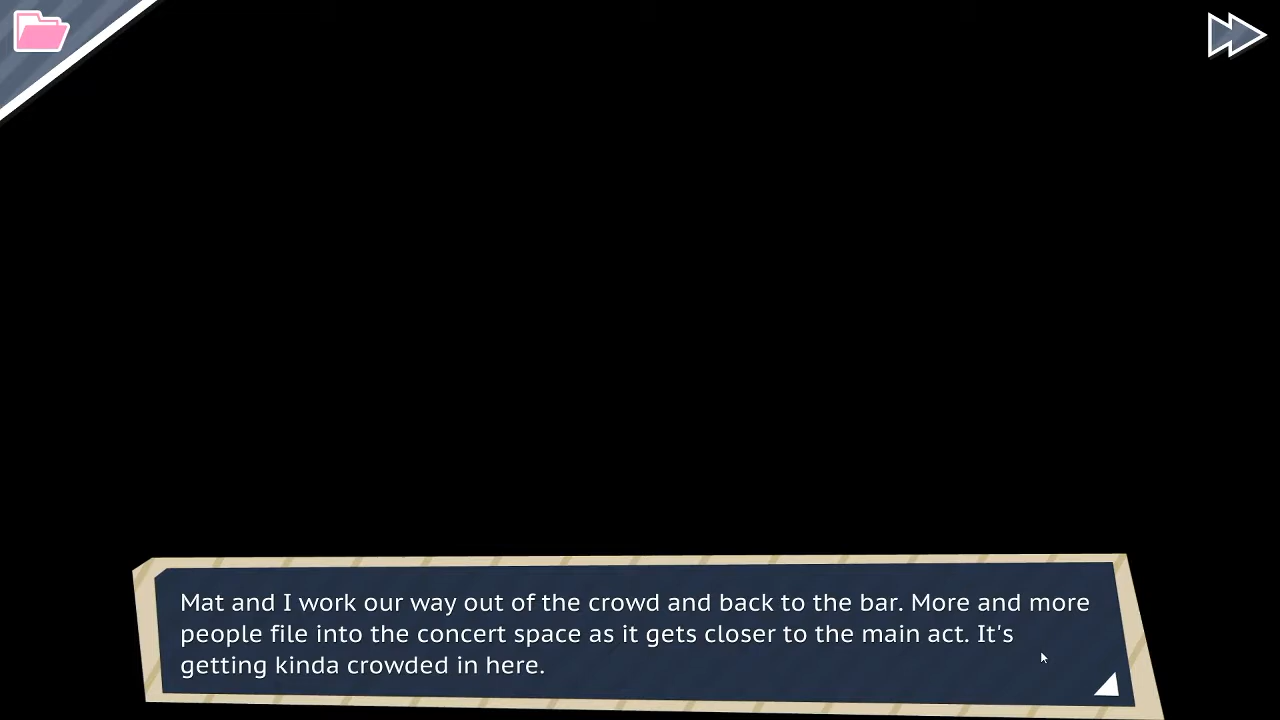 Mat and I work our way out of the crowd and back to the bar. More and more
people file into the concert space as it gets closer to the main act. It's
getting kinda crowded in here.